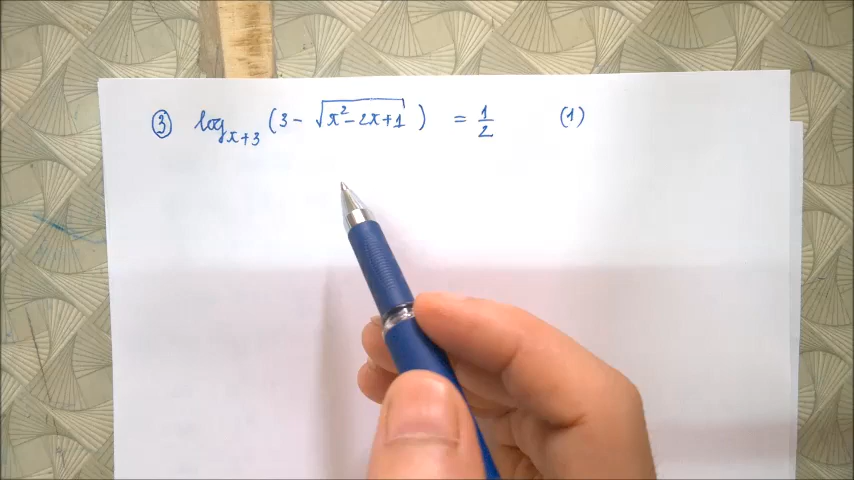 ③ log_{x+3} (3 - √(x² - 2x + 1)) = 1/2 (1)